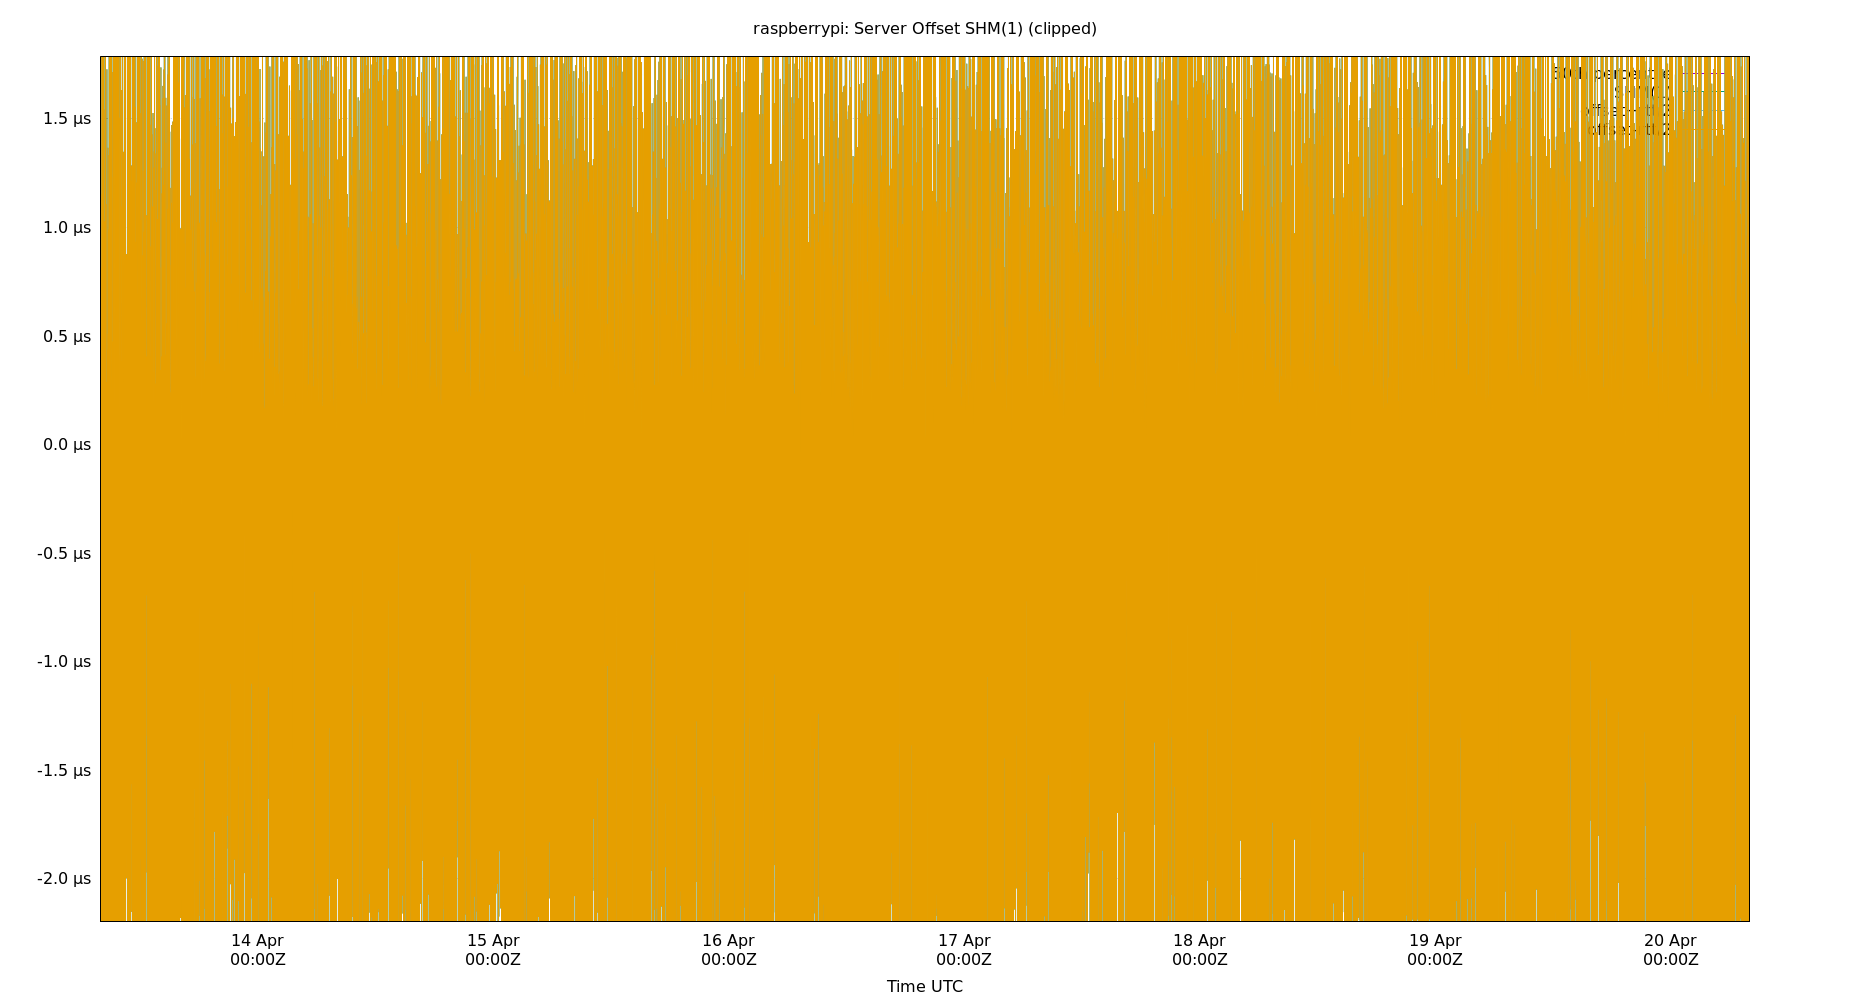 raspberrypi: Server Offset SHM(1) (clipped)
1.5 µs
1.0 µs
0.5 µs
0.0 µs
-0.5 µs
-1.0 µs
-1.5 µs
-2.0 µs
14 Apr
00:00Z
15 Apr
00:00Z
16 Apr
00:00Z
17 Apr
00:00Z
18 Apr
00:00Z
19 Apr
00:00Z
20 Apr
00:00Z
Time UTC